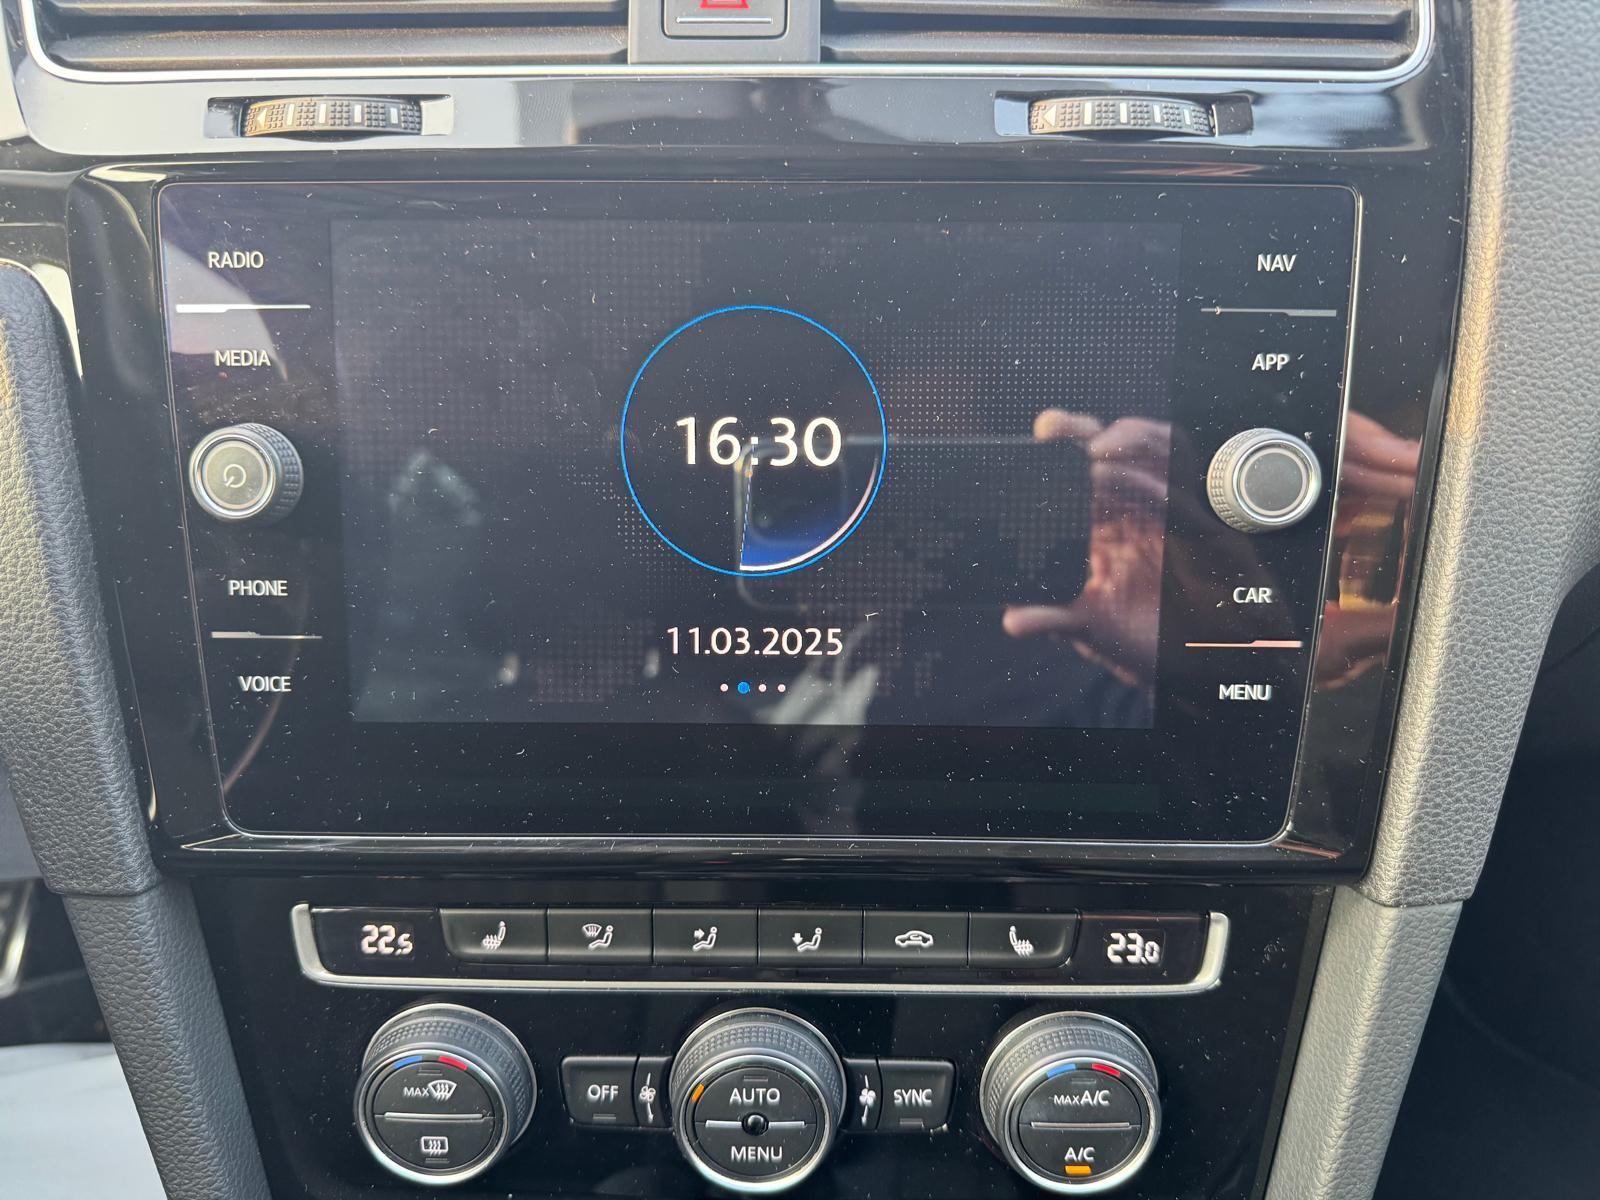 RADIO
MEDIA
PHONE
VOICE
NAV
APP
CAR
MENU
16:30
11.03.2025
22.5
23.0
MAX
OFF
AUTO
MENU
SYNC
MAX A/C
A/C